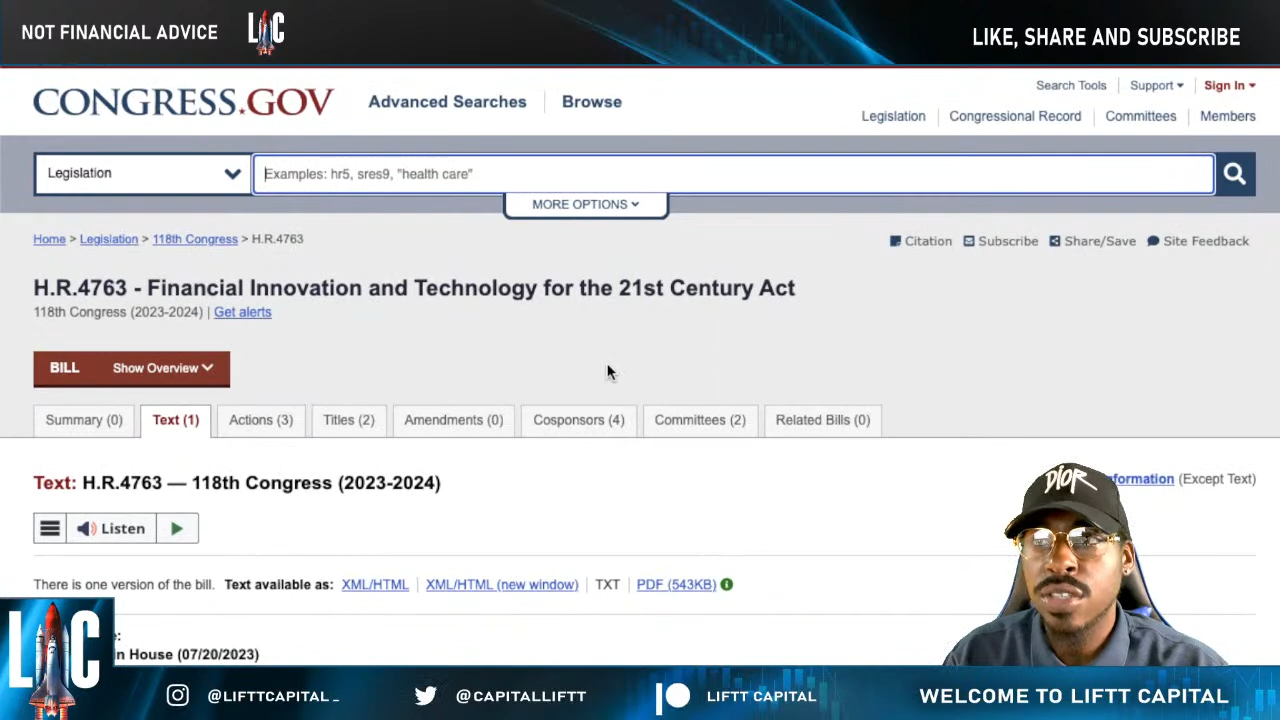 NOT FINANCIAL ADVICE
LC
LIKE, SHARE AND SUBSCRIBE
CONGRESS.GOV
Advanced Searches
Browse
Search Tools
Support
Sign In
Legislation
Congressional Record
Committees
Members
Legislation
Examples: hr5, sres9, "health care"
MORE OPTIONS
Home > Legislation > 118th Congress > H.R.4763
Citation
Subscribe
Share/Save
Site Feedback
H.R.4763 - Financial Innovation and Technology for the 21st Century Act
118th Congress (2023-2024) | Get alerts
BILL
Show Overview
Summary (0)
Text (1)
Actions (3)
Titles (2)
Amendments (0)
Cosponsors (4)
Committees (2)
Related Bills (0)
Text: H.R.4763 — 118th Congress (2023-2024)
(Except Text)
DIOR
Listen
There is one version of the bill. Text available as: XML/HTML | XML/HTML (new window) | TXT | PDF (543KB)
in House (07/20/2023)
LC
@LIFTTCAPITAL_
@CAPITALLIFTT
LIFTT CAPITAL
WELCOME TO LIFTT CAPITAL